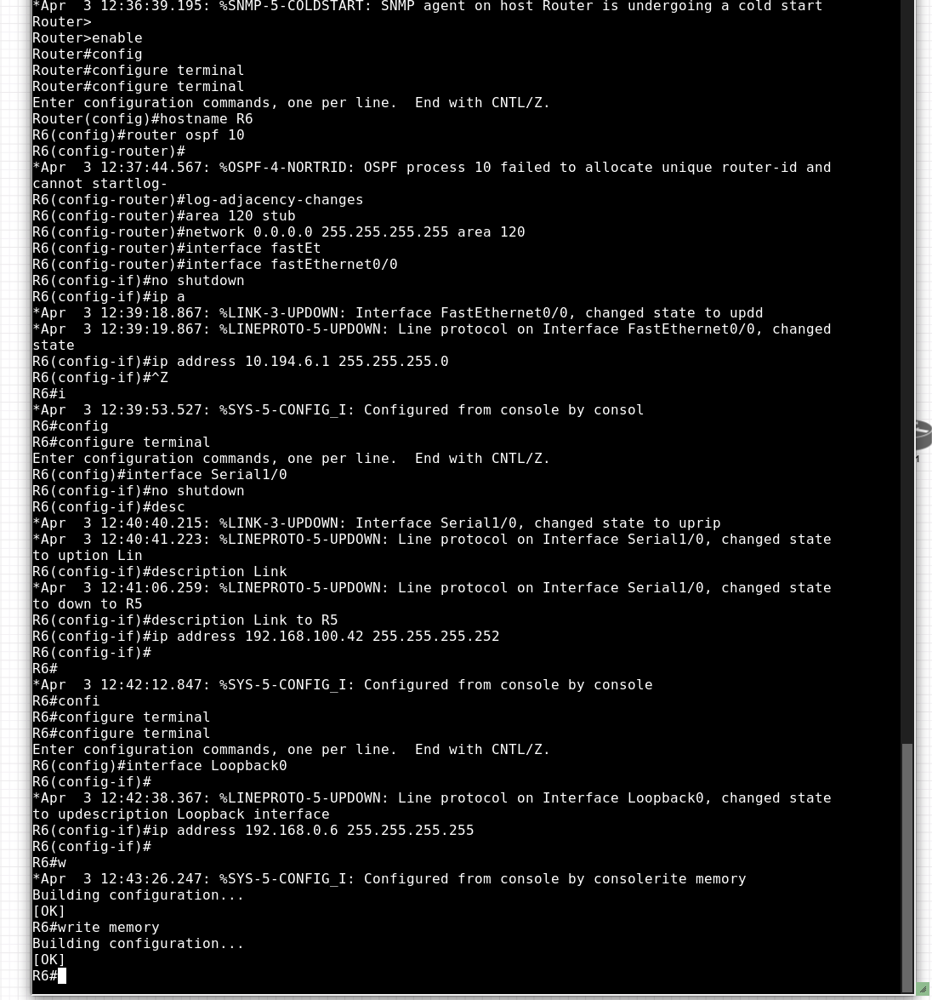 *Apr  3 12:36:39.195: %SNMP-5-COLDSTART: SNMP agent on host Router is undergoing a cold start
Router>
Router>enable
Router#config
Router#configure terminal
Router#configure terminal
Enter configuration commands, one per line.  End with CNTL/Z.
Router(config)#hostname R6
R6(config)#router ospf 10
R6(config-router)#
*Apr  3 12:37:44.567: %OSPF-4-NORTRID: OSPF process 10 failed to allocate unique router-id and
cannot startlog-
R6(config-router)#log-adjacency-changes
R6(config-router)#area 120 stub
R6(config-router)#network 0.0.0.0 255.255.255.255 area 120
R6(config-router)#interface fastEt
R6(config-router)#interface fastEthernet0/0
R6(config-if)#no shutdown
R6(config-if)#ip a
*Apr  3 12:39:18.867: %LINK-3-UPDOWN: Interface FastEthernet0/0, changed state to updd
*Apr  3 12:39:19.867: %LINEPROTO-5-UPDOWN: Line protocol on Interface FastEthernet0/0, changed
state
R6(config-if)#ip address 10.194.6.1 255.255.255.0
R6(config-if)#^Z
R6#i
*Apr  3 12:39:53.527: %SYS-5-CONFIG_I: Configured from console by consol
R6#config
R6#configure terminal
Enter configuration commands, one per line.  End with CNTL/Z.
R6(config)#interface Serial1/0
R6(config-if)#no shutdown
R6(config-if)#desc
*Apr  3 12:40:40.215: %LINK-3-UPDOWN: Interface Serial1/0, changed state to uprip
*Apr  3 12:40:41.223: %LINEPROTO-5-UPDOWN: Line protocol on Interface Serial1/0, changed state
to uption Lin
R6(config-if)#description Link
*Apr  3 12:41:06.259: %LINEPROTO-5-UPDOWN: Line protocol on Interface Serial1/0, changed state
to down to R5
R6(config-if)#description Link to R5
R6(config-if)#ip address 192.168.100.42 255.255.255.252
R6(config-if)#
R6#
*Apr  3 12:42:12.847: %SYS-5-CONFIG_I: Configured from console by console
R6#confi
R6#configure terminal
R6#configure terminal
Enter configuration commands, one per line.  End with CNTL/Z.
R6(config)#interface Loopback0
R6(config-if)#
*Apr  3 12:42:38.367: %LINEPROTO-5-UPDOWN: Line protocol on Interface Loopback0, changed state
to updescription Loopback interface
R6(config-if)#ip address 192.168.0.6 255.255.255.255
R6(config-if)#
R6#w
*Apr  3 12:43:26.247: %SYS-5-CONFIG_I: Configured from console by consolerite memory
Building configuration...
[OK]
R6#write memory
Building configuration...
[OK]
R6#